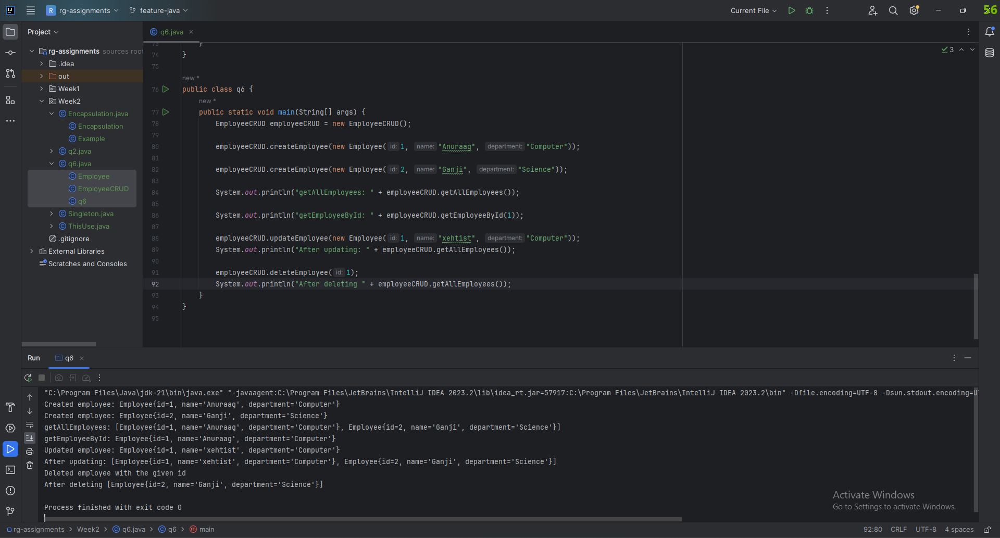 rg-assignments
feature-java
Current File
56
Project
q6.java
rg-assignments sources root
.idea
out
Week1
Week2
Encapsulation.java
Encapsulation
Example
q2.java
q6.java
Employee
EmployeeCRUD
q6
Singleton.java
ThisUse.java
.gitignore
External Libraries
Scratches and Consoles
3
73 }
74 }
75
new *
76 public class q6 {
new *
77 public static void main(String[] args) {
78 EmployeeCRUD employeeCRUD = new EmployeeCRUD();
79
80 employeeCRUD.createEmployee(new Employee( id: 1, name: "Anuraag", department: "Computer"));
81
82 employeeCRUD.createEmployee(new Employee( id: 2, name: "Ganji", department: "Science"));
83
84 System.out.println("getAllEmployees: " + employeeCRUD.getAllEmployees());
85
86 System.out.println("getEmployeeById: " + employeeCRUD.getEmployeeById(1));
87
88 employeeCRUD.updateEmployee(new Employee( id: 1, name: "xehtist", department: "Computer"));
89 System.out.println("After updating: " + employeeCRUD.getAllEmployees());
90
91 employeeCRUD.deleteEmployee( id: 1);
92 System.out.println("After deleting " + employeeCRUD.getAllEmployees());
93 }
94 }
95
Run q6
"C:\Program Files\Java\jdk-21\bin\java.exe" "-javaagent:C:\Program Files\JetBrains\IntelliJ IDEA 2023.2\lib\idea_rt.jar=57917:C:\Program Files\JetBrains\IntelliJ IDEA 2023.2\bin" -Dfile.encoding=UTF-8 -Dsun.stdout.encoding=UT
Created employee: Employee{id=1, name='Anuraag', department='Computer'}
Created employee: Employee{id=2, name='Ganji', department='Science'}
getAllEmployees: [Employee{id=1, name='Anuraag', department='Computer'}, Employee{id=2, name='Ganji', department='Science'}]
getEmployeeById: Employee{id=1, name='Anuraag', department='Computer'}
Updated employee: Employee{id=1, name='xehtist', department='Computer'}
After updating: [Employee{id=1, name='xehtist', department='Computer'}, Employee{id=2, name='Ganji', department='Science'}]
Deleted employee with the given id
After deleting [Employee{id=2, name='Ganji', department='Science'}]
Process finished with exit code 0
Activate Windows
Go to Settings to activate Windows.
rg-assignments > Week2 > q6.java > q6 > main
92:80 CRLF UTF-8 4 spaces